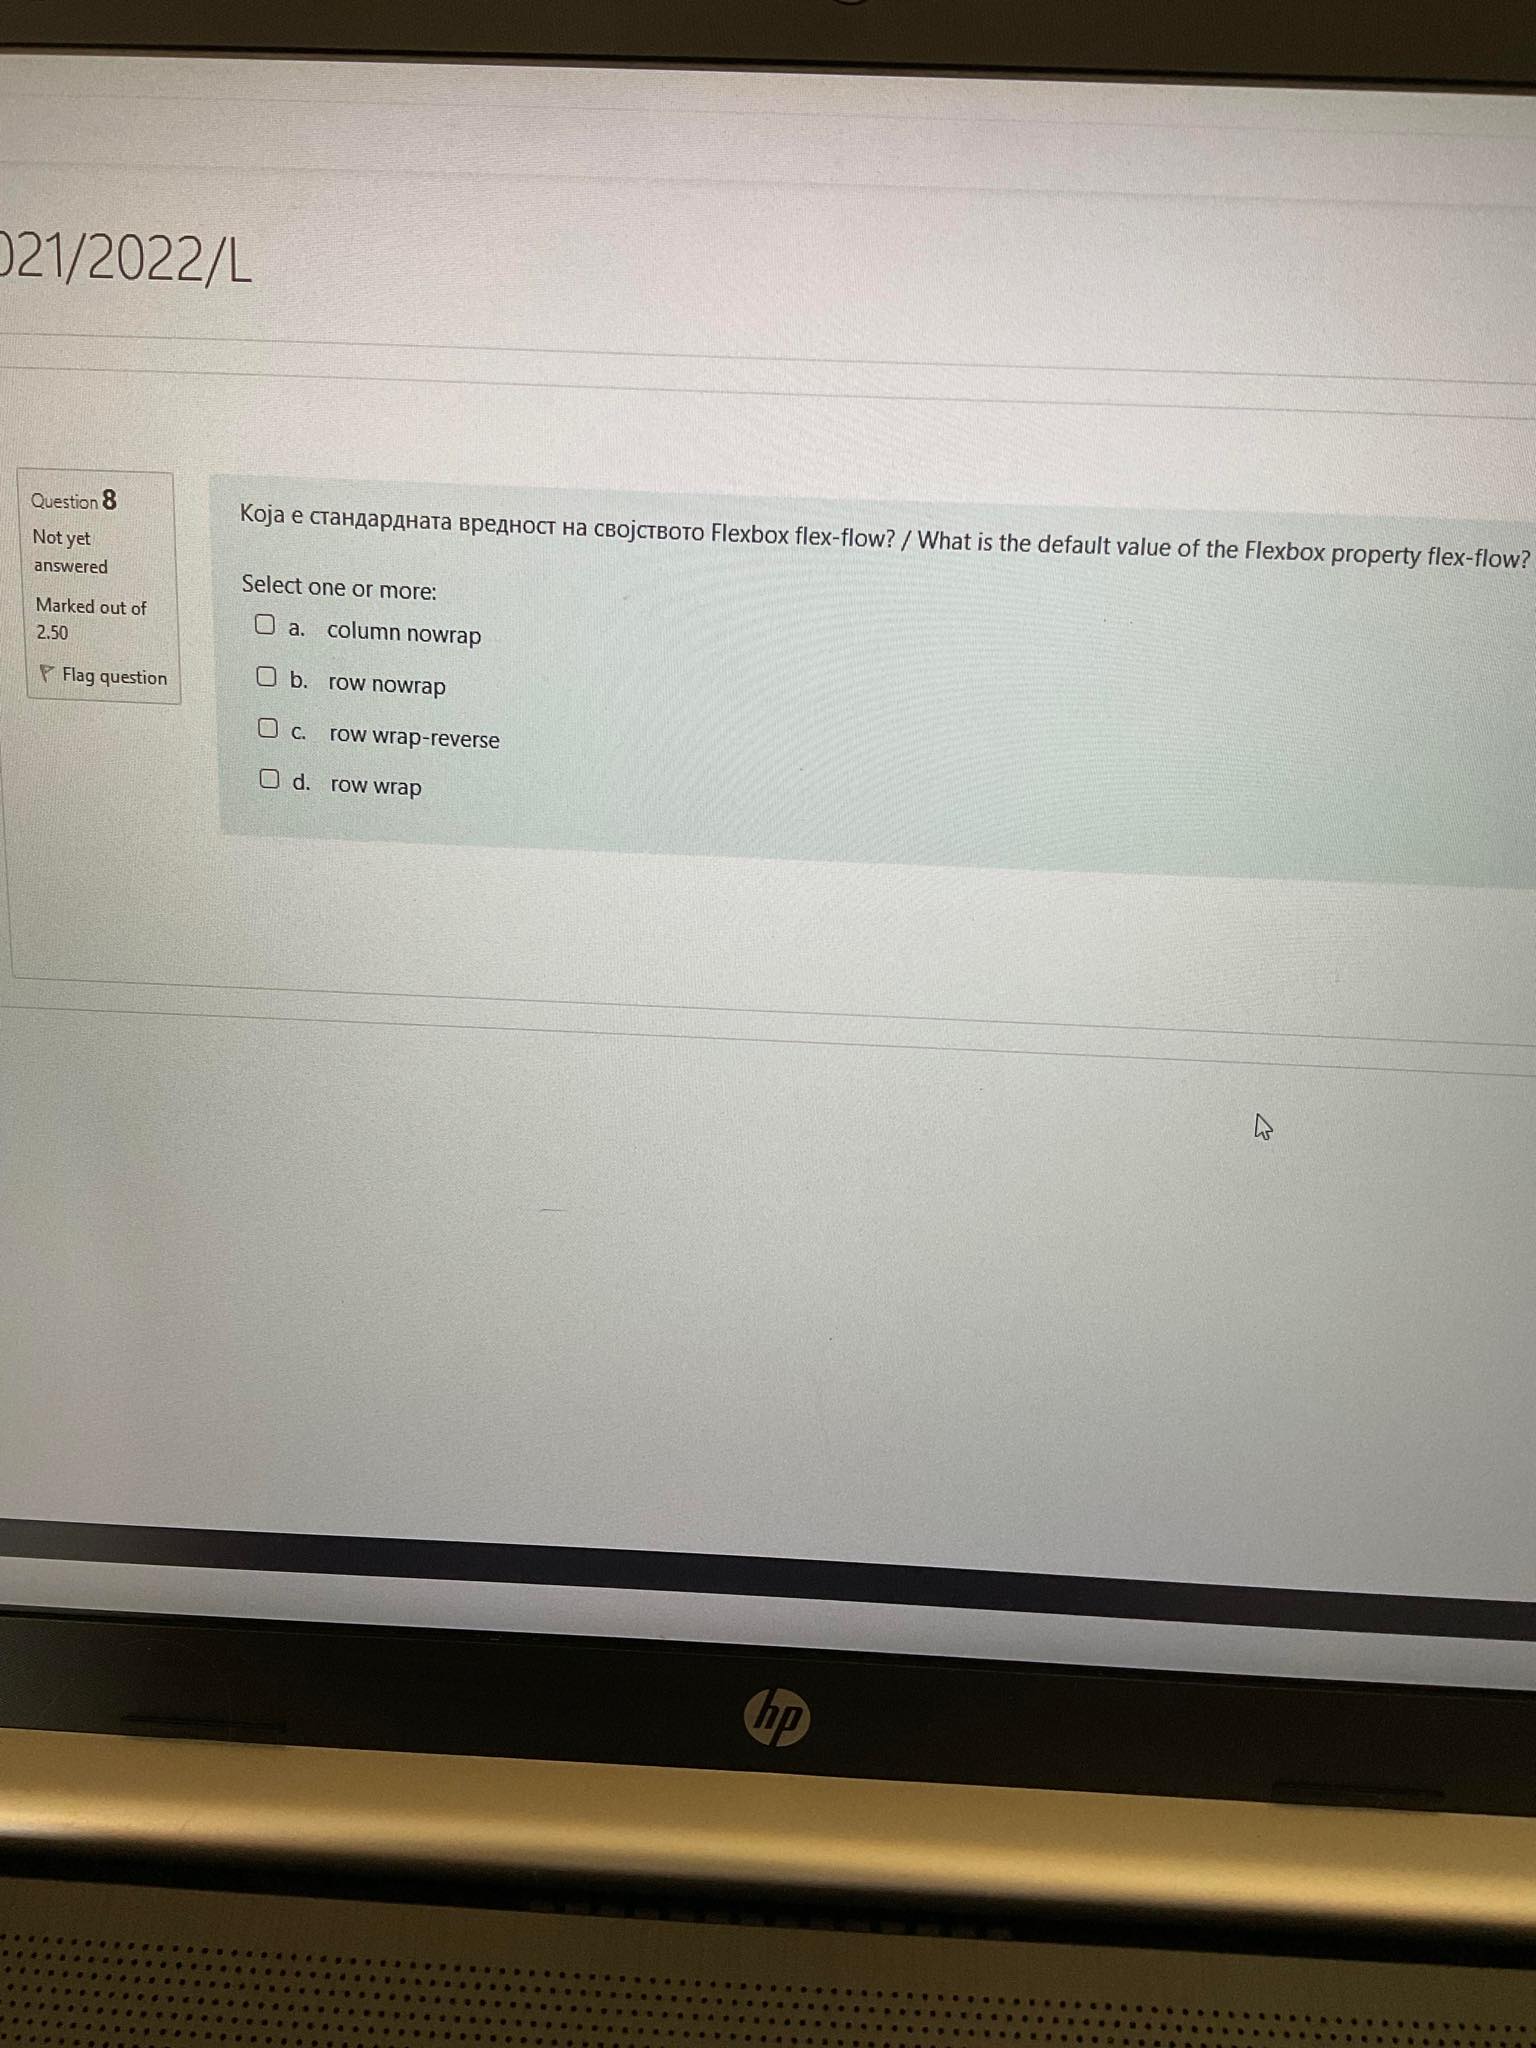 021/2022/L
Question 8
Not yet
answered
Marked out of
2.50
Flag question
Која е стандардната вредност на својството Flexbox flex-flow? / What is the default value of the Flexbox property flex-flow?
Select one or more:
a. column nowrap
b. row nowrap
c. row wrap-reverse
d. row wrap
hp